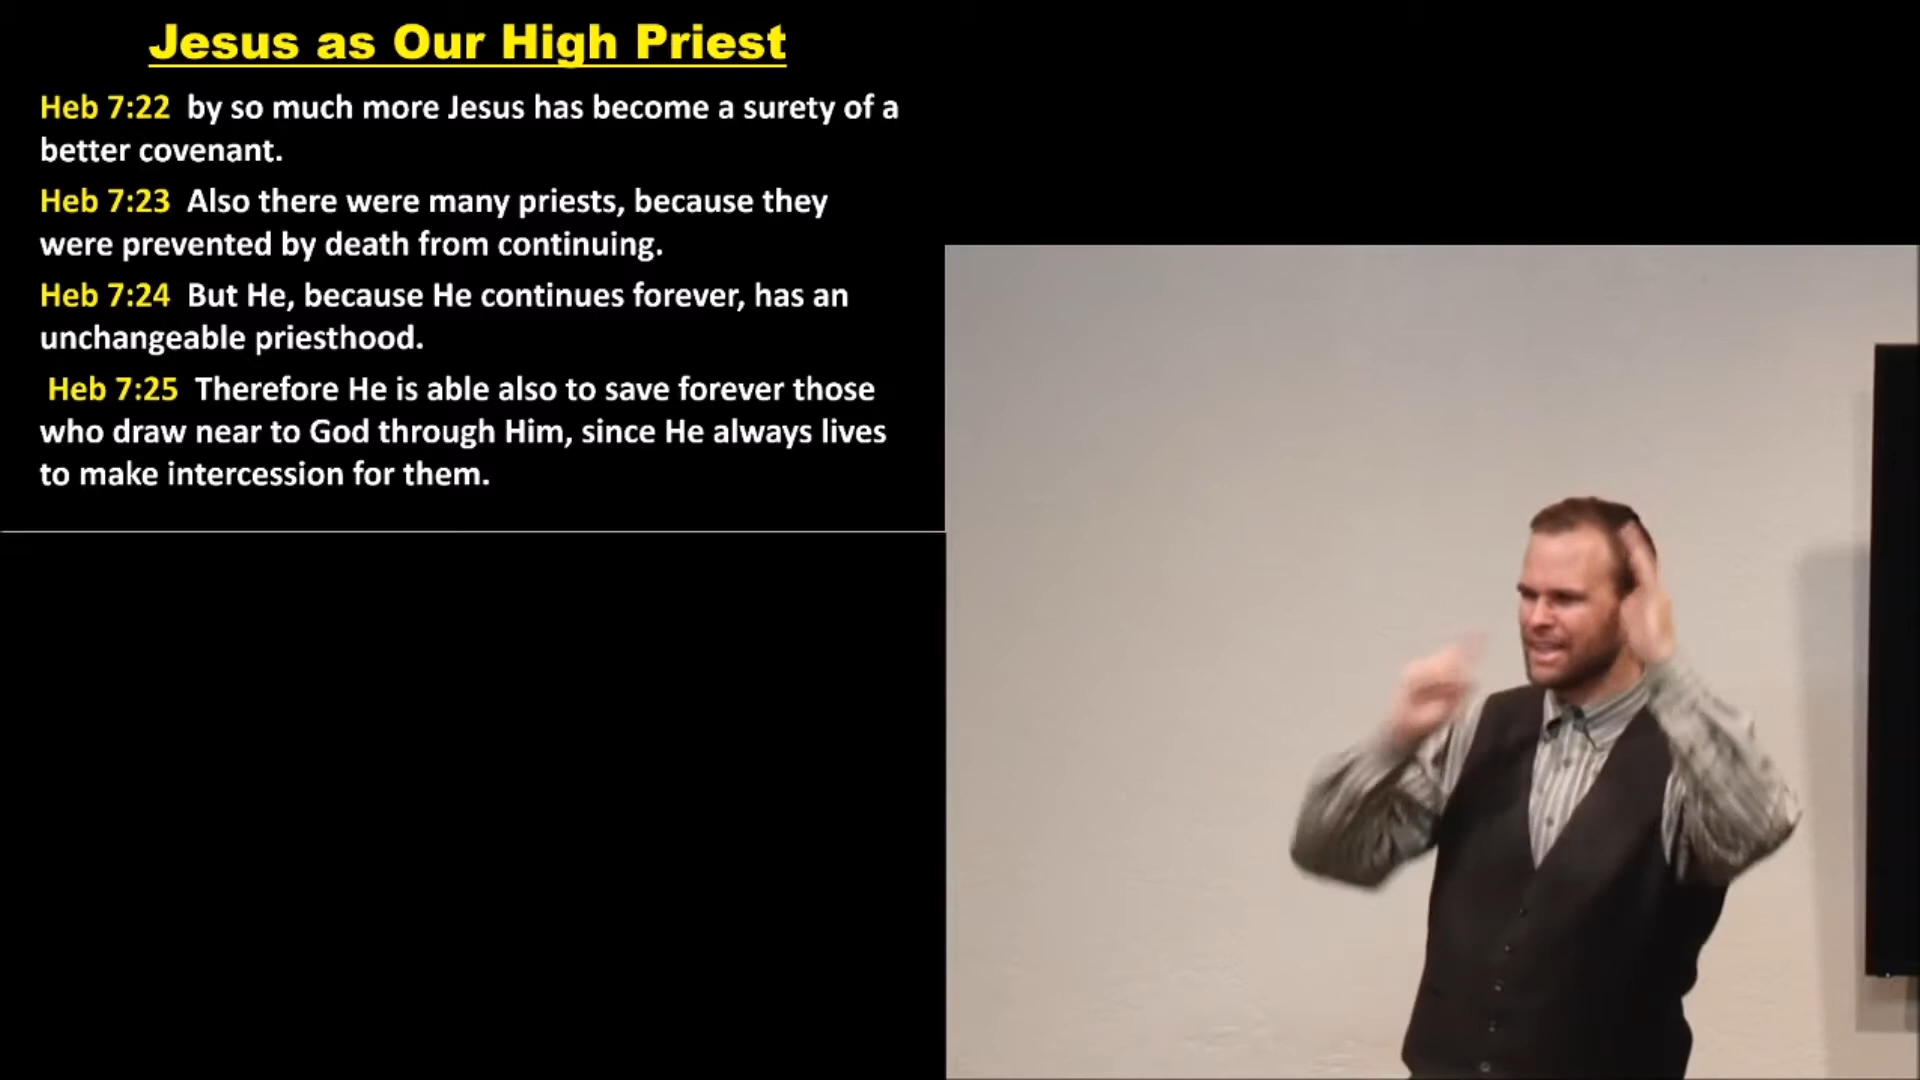 Jesus as Our High Priest
Heb 7:22 by so much more Jesus has become a surety of a
better covenant.
Heb 7:23 Also there were many priests, because they
were prevented by death from continuing.
Heb 7:24 But He, because He continues forever, has an
unchangeable priesthood.
Heb 7:25 Therefore He is able also to save forever those
who draw near to God through Him, since He always lives
to make intercession for them.